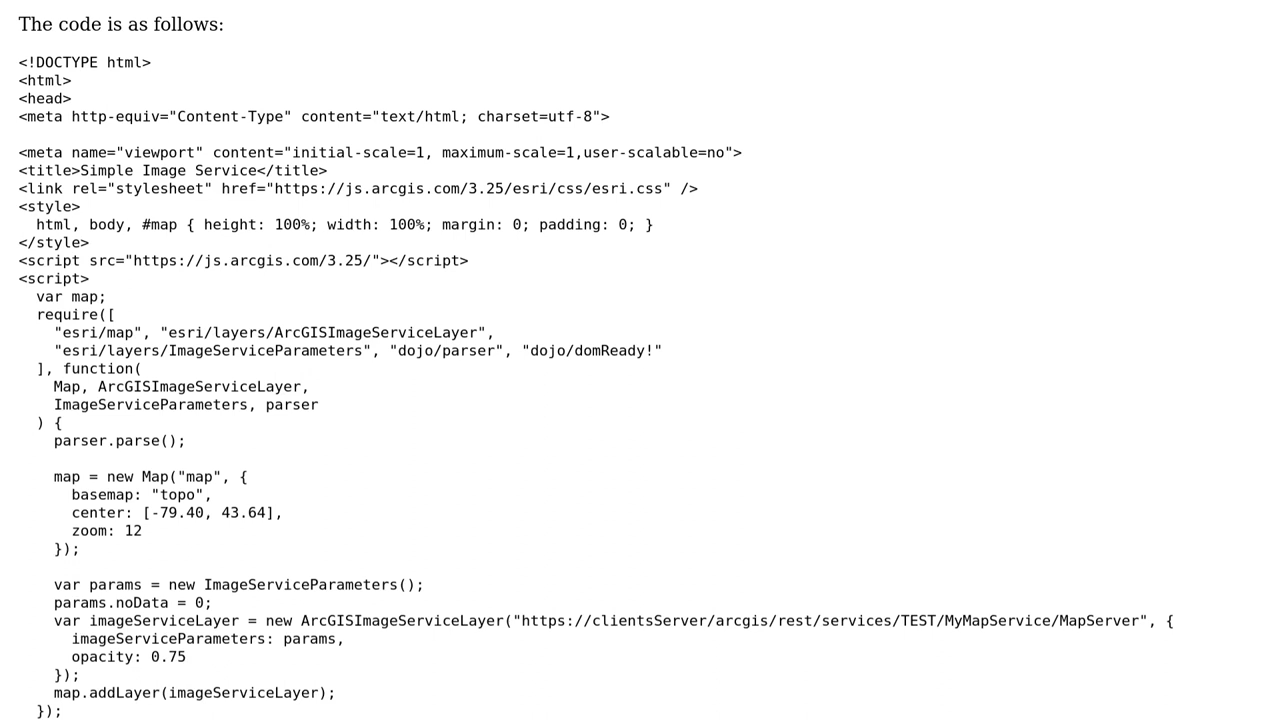 The code is as follows:
<!DOCTYPE html>
<html>
<head>
<meta http-equiv="Content-Type" content="text/html; charset=utf-8">
<meta name="viewport" content="initial-scale=1, maximum-scale=1,user-scalable=no">
<title>Simple Image Service</title>
<link rel="stylesheet" href="https://js.arcgis.com/3.25/esri/css/esri.css" />
<style>
  html, body, #map { height: 100%; width: 100%; margin: 0; padding: 0; }
</style>
<script src="https://js.arcgis.com/3.25/"></script>
<script>
  var map;
  require([
    "esri/map", "esri/layers/ArcGISImageServiceLayer",
    "esri/layers/ImageServiceParameters", "dojo/parser", "dojo/domReady!"
  ], function(
    Map, ArcGISImageServiceLayer,
    ImageServiceParameters, parser
  ) {
    parser.parse();
    map = new Map("map", {
      basemap: "topo",
      center: [-79.40, 43.64],
      zoom: 12
    });
    var params = new ImageServiceParameters();
    params.noData = 0;
    var imageServiceLayer = new ArcGISImageServiceLayer("https://clientsServer/arcgis/rest/services/TEST/MyMapService/MapServer", {
      imageServiceParameters: params,
      opacity: 0.75
    });
    map.addLayer(imageServiceLayer);
  });